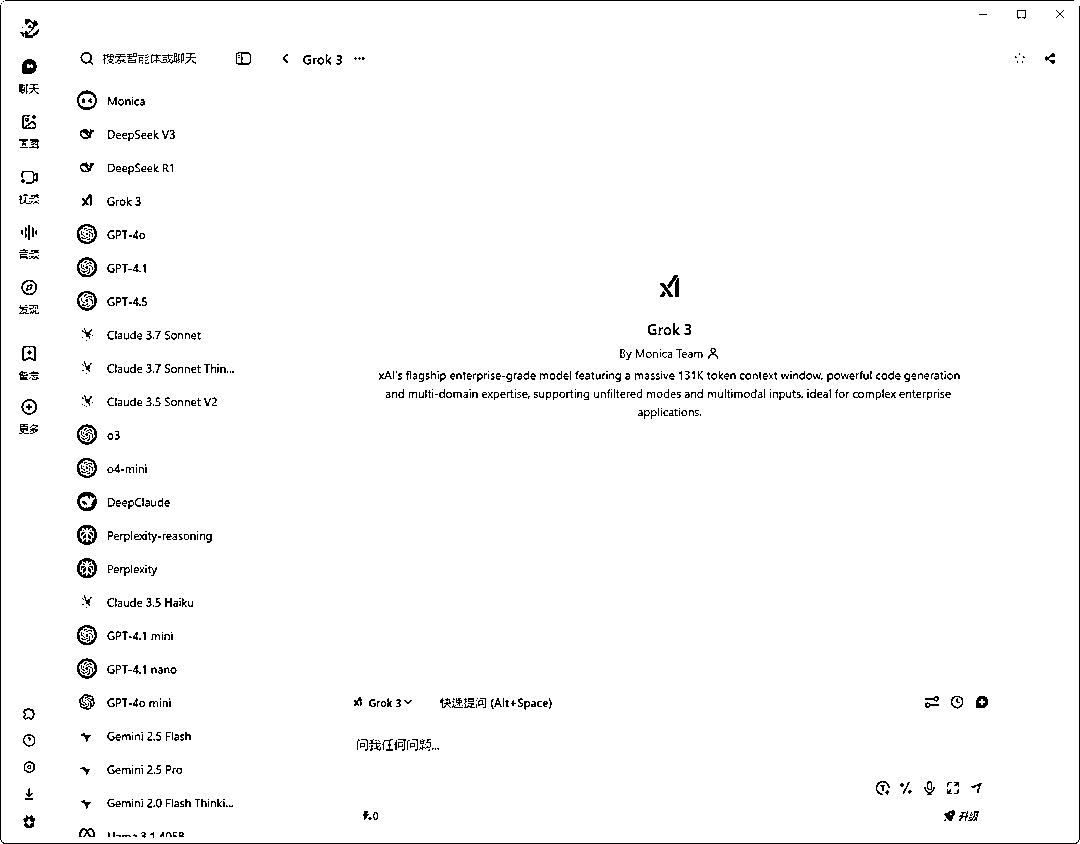 搜索智能体或聊天
Grok 3
聊天
画图
视频
音频
发现
备忘
更多
Monica
DeepSeek V3
DeepSeek R1
Grok 3
GPT-4o
GPT-4.1
GPT-4.5
Claude 3.7 Sonnet
Claude 3.7 Sonnet Thin...
Claude 3.5 Sonnet V2
o3
o4-mini
DeepClaude
Perplexity-reasoning
Perplexity
Claude 3.5 Haiku
GPT-4.1 mini
GPT-4.1 nano
GPT-4o mini
Gemini 2.5 Flash
Gemini 2.5 Pro
Gemini 2.0 Flash Thinki...
Llama 3.1 405B
Grok 3
By Monica Team
xAI's flagship enterprise-grade model featuring a massive 131K token context window, powerful code generation
and multi-domain expertise, supporting unfiltered modes and multimodal inputs, ideal for complex enterprise
applications.
Grok 3
快速提问 (Alt+Space)
问我任何问题...
0
升级